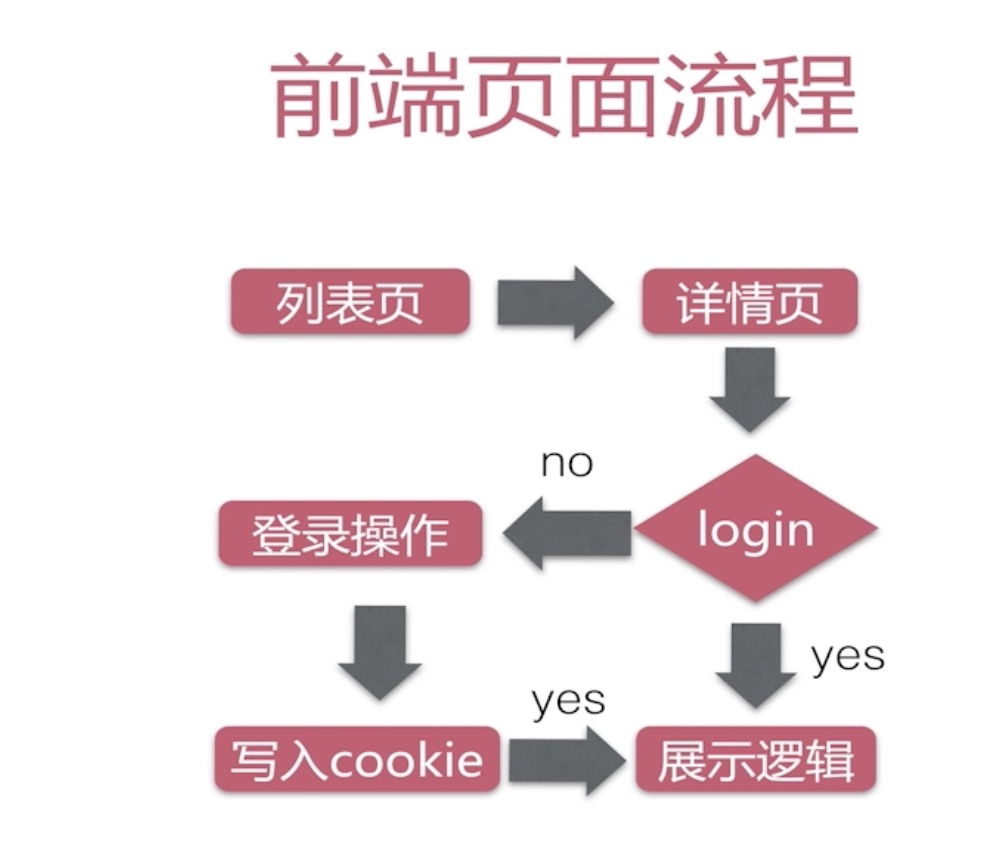 前端页面流程
列表页
详情页
no
login
登录操作
yes
yes
写入cookie
展示逻辑